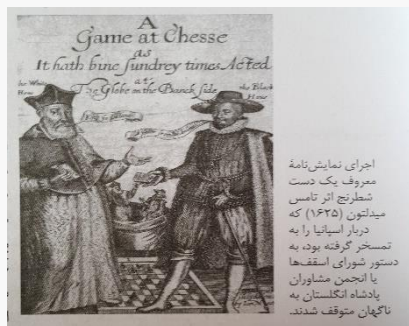 A
Game at Chesse
as
It hath bine sundrey times Acted
at
The Globe on the Banck side
the White
the Black
اجرای نمایش‌نامهٔ
معروف یک دست
شطرنج اثر تامس
میدلتون (۱۶۲۵) که
دربار اسپانیا را به
تمسخر گرفته بود، به
دستور شورای اسقف‌ها
یا انجمن مشاوران
پادشاه انگلستان به
ناگهان متوقف شدند.